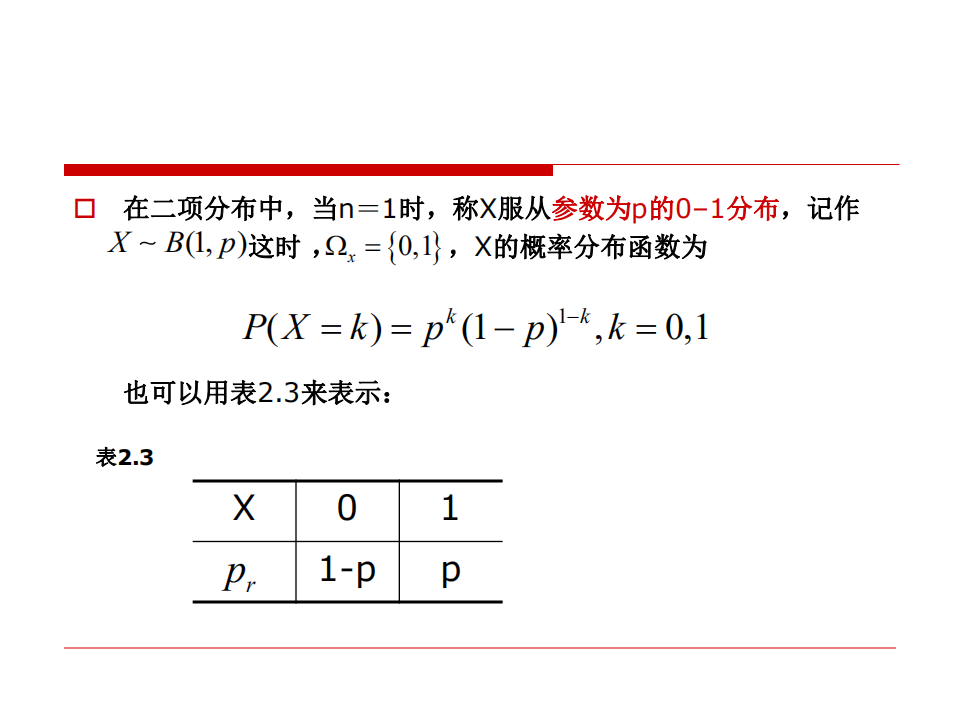 在二项分布中，当n＝1时，称X服从参数为p的0–1分布，记作
X ~ B(1, p)这时，Ωₓ = {0,1}，X的概率分布函数为
P(X = k) = pᵏ(1 − p)¹⁻ᵏ, k = 0,1
也可以用表2.3来表示：
表2.3
X 0 1
pᵣ 1-p p